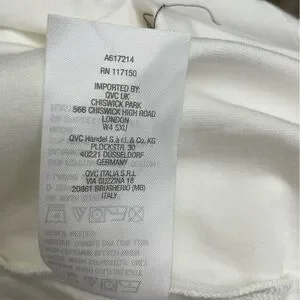 A617214
RN 117150
IMPORTED BY:
QVC UK
CHISWICK PARK
566 CHISWICK HIGH ROAD
LONDON
W4 5XU
QVC Handel S.à r.l. & Co. KG
PLOCKSTR. 30
40221 DÜSSELDORF
GERMANY
QVC ITALIA S.R.L
VIA GUZZINA 18
20861 BRUGHERIO (MB)
ITALY